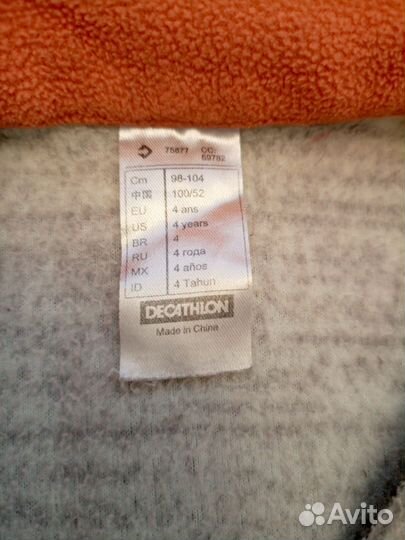 75877 CC:
69782
Cm 98-104
中国 100/52
EU 4 ans
US 4 years
BR 4
RU 4 года
MX 4 años
ID 4 Tahun
DECATHLON
Made in China
Avito